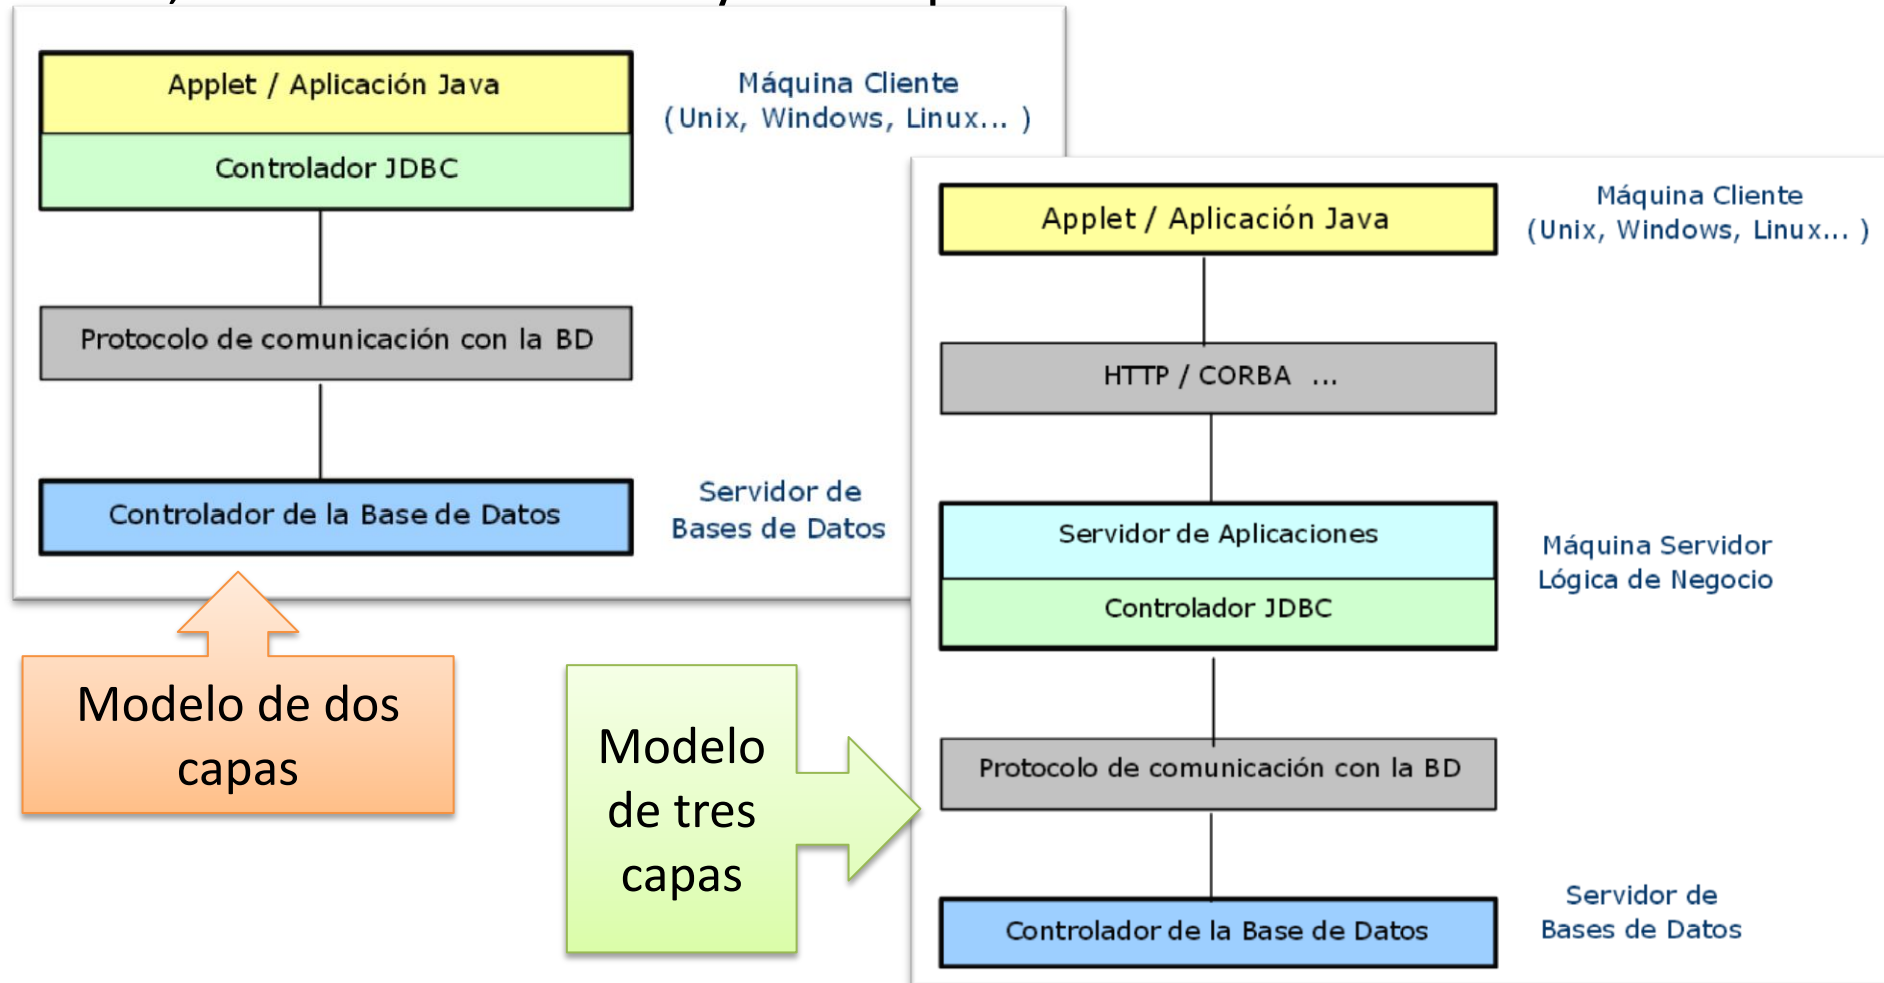 Applet / Aplicación Java
Máquina Cliente
(Unix, Windows, Linux... )
Controlador JDBC
Protocolo de comunicación con la BD
Controlador de la Base de Datos
Servidor de
Bases de Datos
Modelo de dos
capas
Modelo
de tres
capas
Applet / Aplicación Java
Máquina Cliente
(Unix, Windows, Linux... )
HTTP / CORBA ...
Servidor de Aplicaciones
Controlador JDBC
Máquina Servidor
Lógica de Negocio
Protocolo de comunicación con la BD
Controlador de la Base de Datos
Servidor de
Bases de Datos